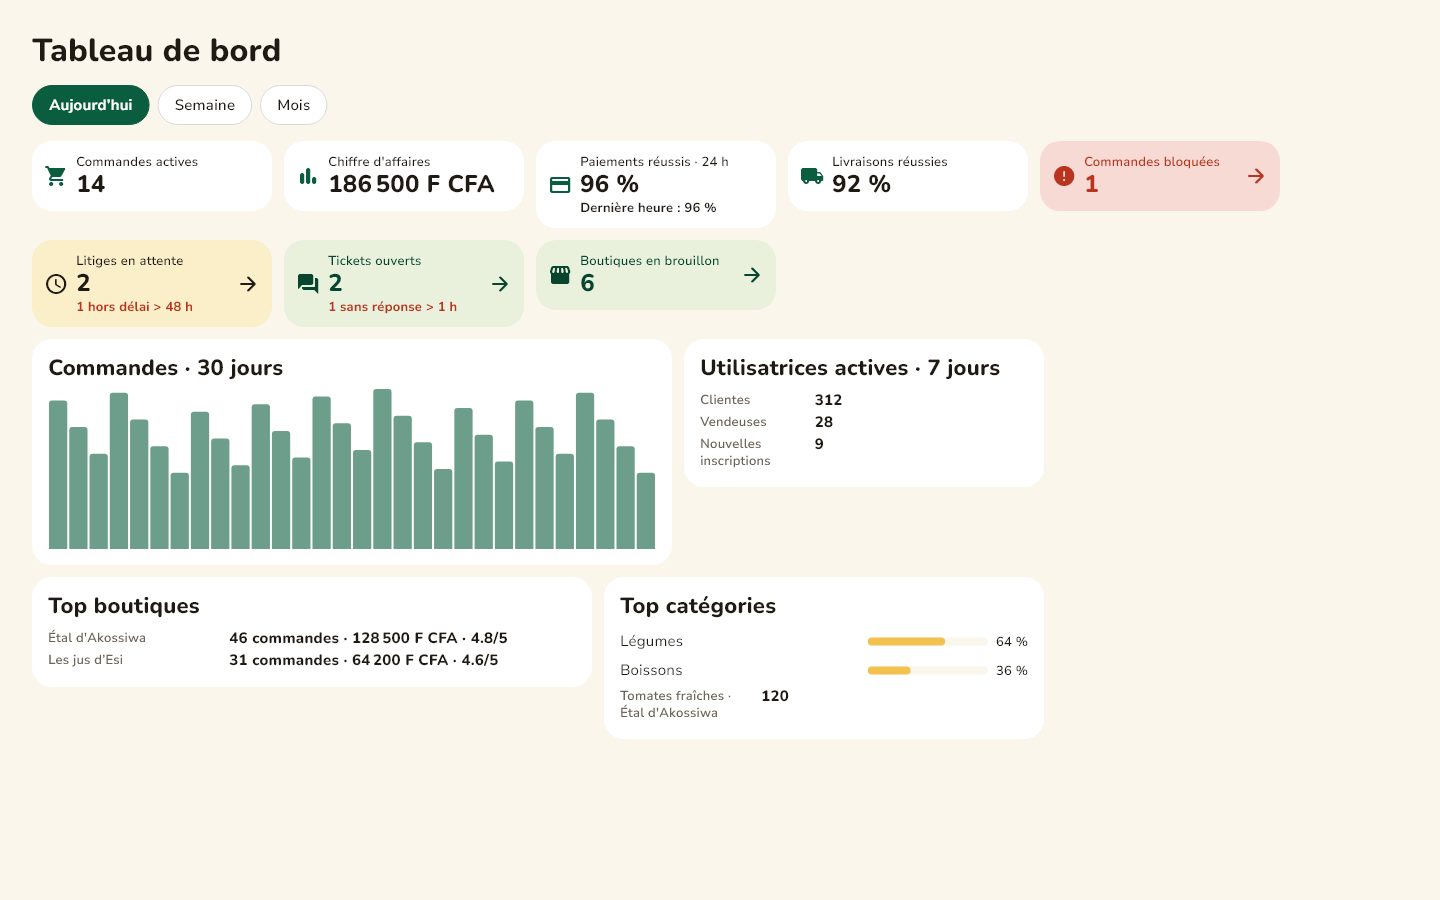 Tableau de bord
Aujourd'hui
Semaine
Mois
Commandes actives
14
Chiffre d'affaires
186 500 F CFA
Paiements réussis · 24 h
96 %
Dernière heure : 96 %
Livraisons réussies
92 %
Commandes bloquées
1
Litiges en attente
2
1 hors délai > 48 h
Tickets ouverts
2
1 sans réponse > 1 h
Boutiques en brouillon
6
Commandes · 30 jours
Utilisatrices actives · 7 jours
Clientes 312
Vendeuses 28
Nouvelles 9
inscriptions
Top boutiques
Étal d'Akossiwa 46 commandes · 128 500 F CFA · 4.8/5
Les jus d'Esi 31 commandes · 64 200 F CFA · 4.6/5
Top catégories
Légumes 64 %
Boissons 36 %
Tomates fraîches · 120
Étal d'Akossiwa